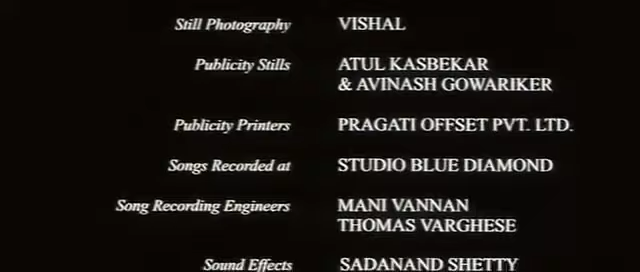 Still Photography VISHAL
Publicity Stills ATUL KASBEKAR
& AVINASH GOWARIKER
Publicity Printers PRAGATI OFFSET PVT. LTD.
Songs Recorded at STUDIO BLUE DIAMOND
Song Recording Engineers MANI VANNAN
THOMAS VARGHESE
Sound Effects SADANAND SHETTY